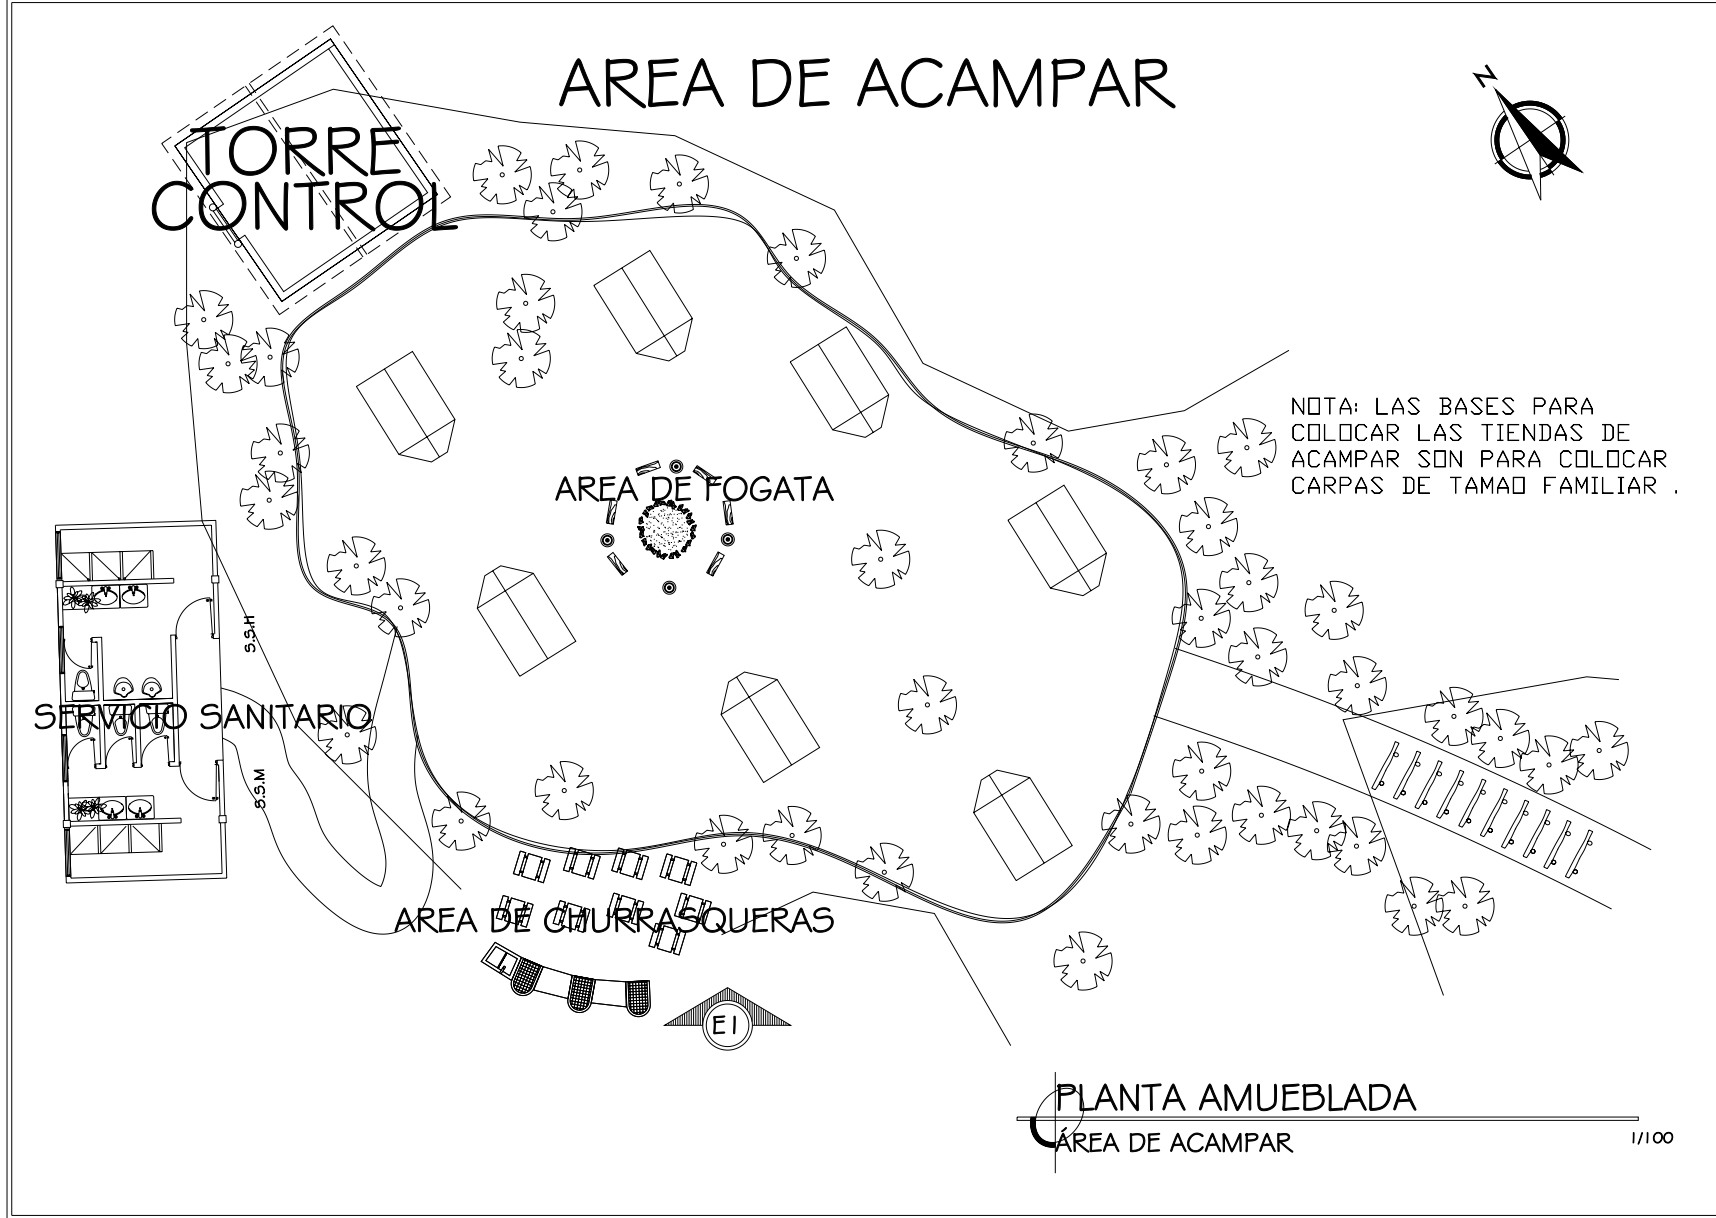 AREA DE ACAMPAR
N
TORRE
CONTROL
NOTA: LAS BASES PARA
COLOCAR LAS TIENDAS DE
ACAMPAR SON PARA COLOCAR
CARPAS DE TAMAO FAMILIAR .
AREA DE FOGATA
S.S.H
SERVICIO SANITARIO
S.S.M
AREA DE CHURRASQUERAS
E1
PLANTA AMUEBLADA
ÁREA DE ACAMPAR
1/100